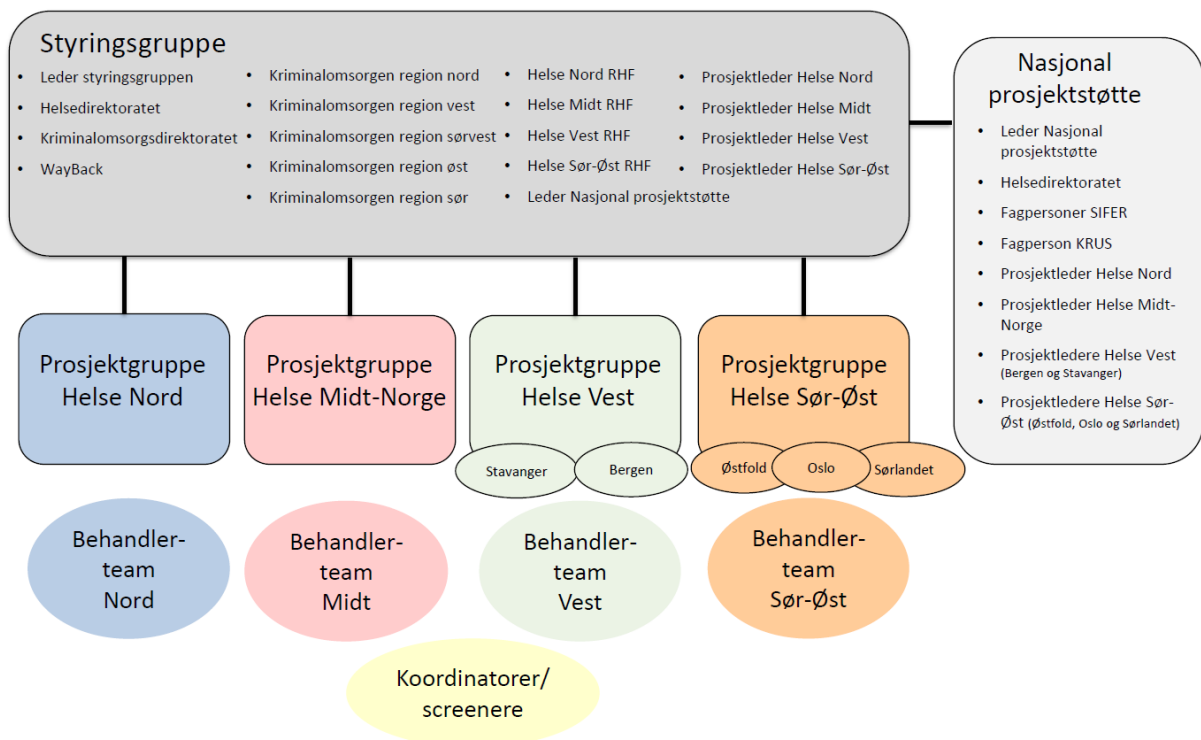 Styringsgruppe
• Leder styringsgruppen
• Helsedirektoratet
• Kriminalomsorgsdirektoratet
• WayBack
• Kriminalomsorgen region nord
• Kriminalomsorgen region vest
• Kriminalomsorgen region sørvest
• Kriminalomsorgen region øst
• Kriminalomsorgen region sør
• Helse Nord RHF
• Helse Midt RHF
• Helse Vest RHF
• Helse Sør-Øst RHF
• Leder Nasjonal prosjektstøtte
• Prosjektleder Helse Nord
• Prosjektleder Helse Midt
• Prosjektleder Helse Vest
• Prosjektleder Helse Sør-Øst
Nasjonal
prosjektstøtte
• Leder Nasjonal
prosjektstøtte
• Helsedirektoratet
• Fagpersoner SIFER
• Fagperson KRUS
• Prosjektleder Helse Nord
• Prosjektleder Helse Midt-
Norge
• Prosjektledere Helse Vest
(Bergen og Stavanger)
• Prosjektledere Helse Sør-
Øst (Østfold, Oslo og Sørlandet)
Prosjektgruppe
Helse Nord
Prosjektgruppe
Helse Midt-Norge
Prosjektgruppe
Helse Vest
Prosjektgruppe
Helse Sør-Øst
Stavanger
Bergen
Østfold
Oslo
Sørlandet
Behandler-
team
Nord
Behandler-
team
Midt
Behandler-
team
Vest
Behandler-
team
Sør-Øst
Koordinatorer/
screenere